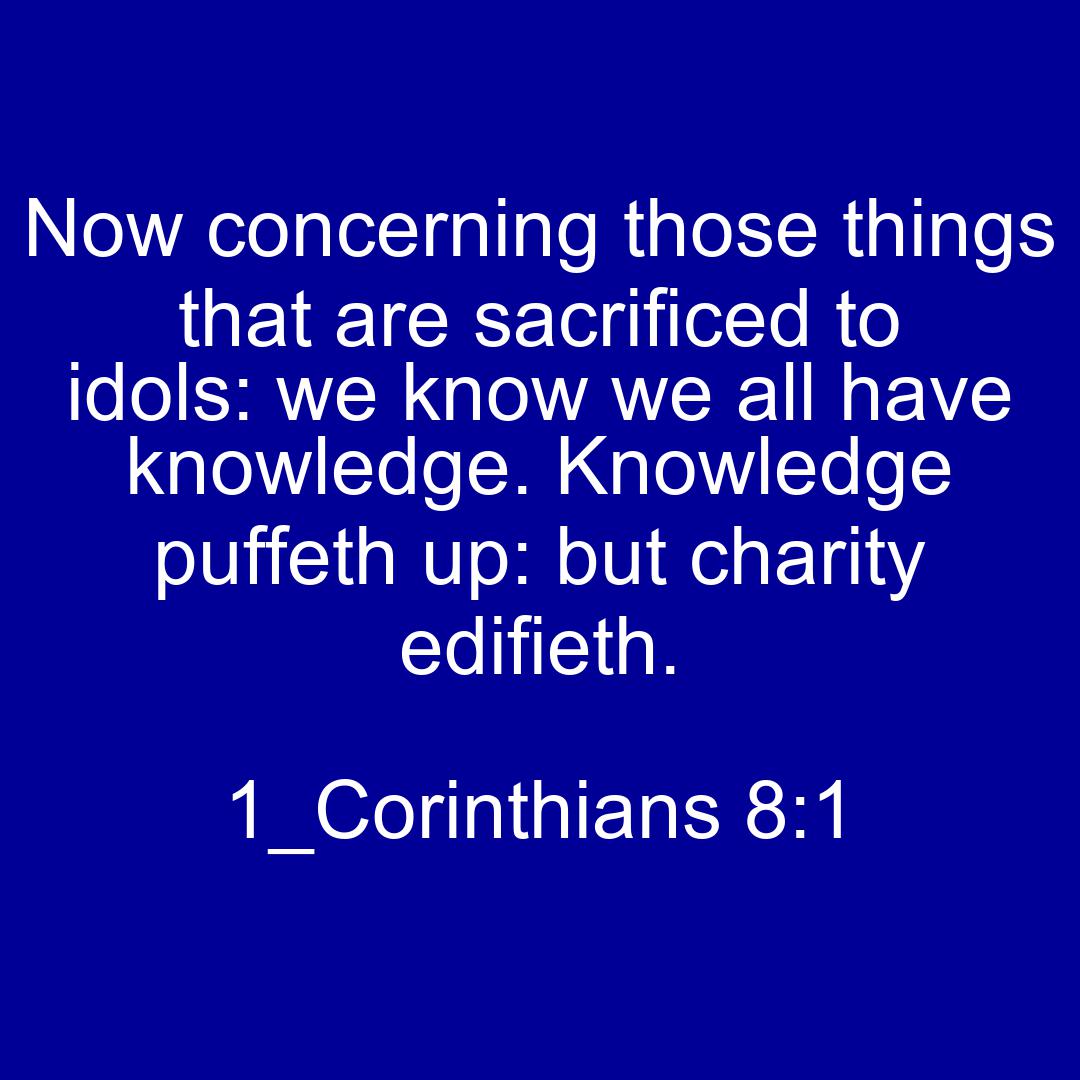 Now concerning those things
that are sacrificed to
idols: we know we all have
knowledge. Knowledge
puffeth up: but charity
edifieth.
1_Corinthians 8:1